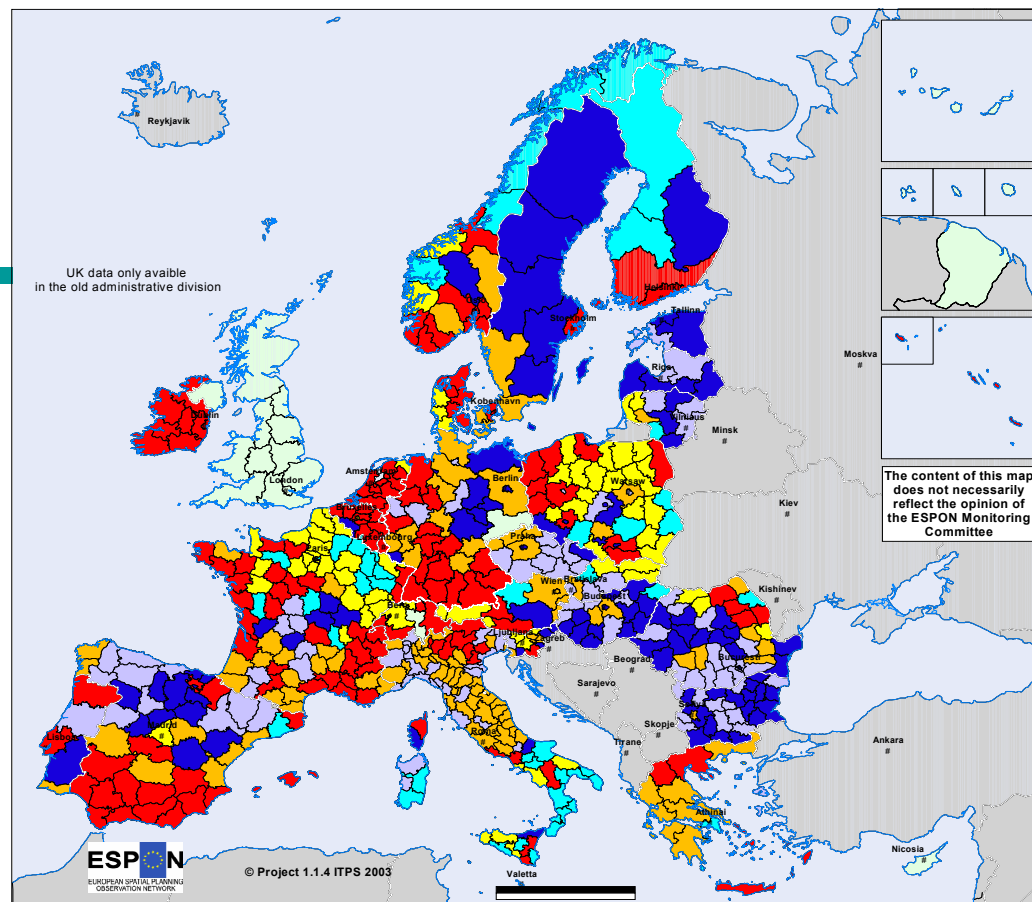 Reykjavik
UK data only avaible
in the old administrative division
Oslo
Helsinki
Stockholm
Tallinn
Moskva
Riga
Kobenhavn
Vilniaus
Minsk
Dublin
London
Amsterdam
Berlin
Warsaw
The content of this map
does not necessarily
reflect the opinion of
the ESPON Monitoring
Committee
Kiev
Luxembourg
Praha
Paris
Wien
Bratislava
Kishinev
Budapest
Bern
Ljubljana
Zagreb
Beograd
Bucuresti
Sarajevo
Sofia
Skopje
Madrid
Lisboa
Roma
Tirane
Ankara
Athinai
Nicosia
ESPON
EUROPEAN SPATIAL PLANNING
OBSERVATION NETWORK
© Project 1.1.4 ITPS 2003
Valetta